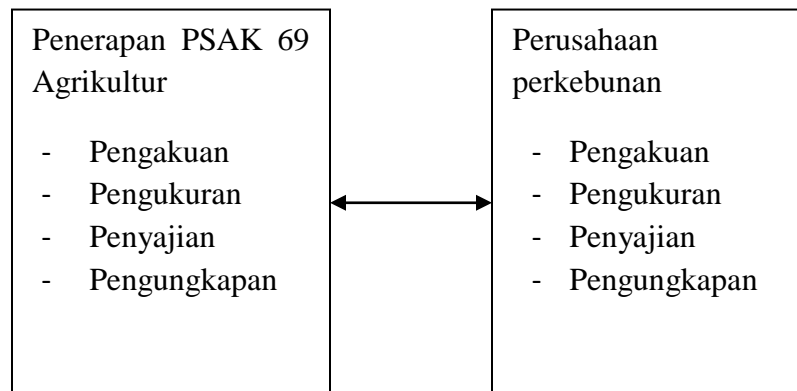 Penerapan PSAK 69
Agrikultur
- Pengakuan
- Pengukuran
- Penyajian
- Pengungkapan
Perusahaan
perkebunan
- Pengakuan
- Pengukuran
- Penyajian
- Pengungkapan